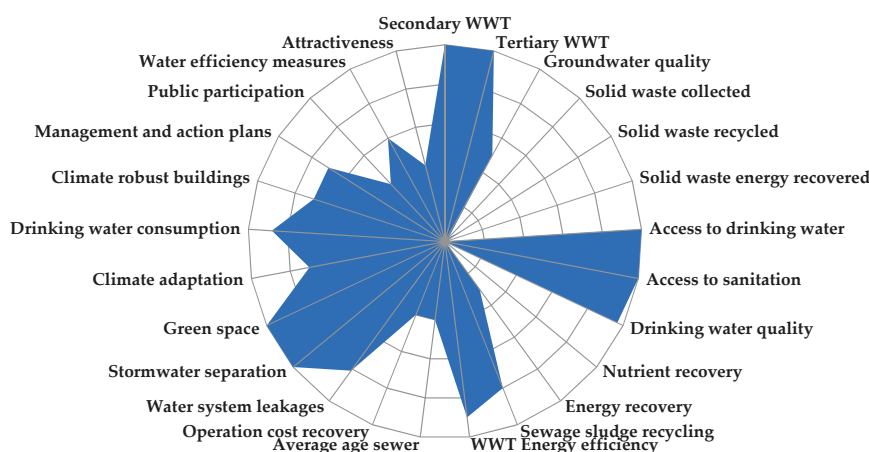 Secondary WWT
Tertiary WWT
Groundwater quality
Solid waste collected
Solid waste recycled
Solid waste energy recovered
Access to drinking water
Access to sanitation
Drinking water quality
Nutrient recovery
Energy recovery
Sewage sludge recycling
WWT Energy efficiency
Average age sewer
Operation cost recovery
Water system leakages
Stormwater separation
Green space
Climate adaptation
Drinking water consumption
Climate robust buildings
Management and action plans
Public participation
Water efficiency measures
Attractiveness